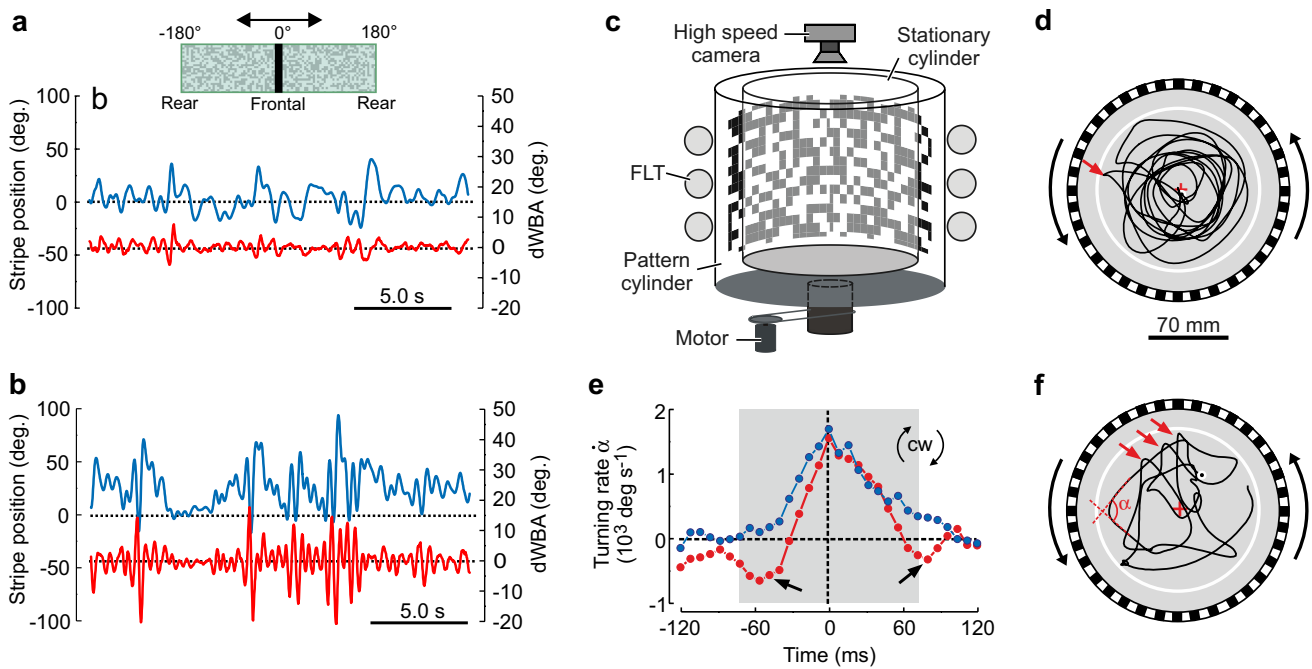 a
-180°
0°
180°
Rear
Frontal
Rear
b
100
50
0
-50
-100
Stripe position (deg.)
50
40
30
20
10
0
-10
-20
dWBA (deg.)
5.0 s
b
100
50
0
-50
-100
Stripe position (deg.)
50
40
30
20
10
0
-10
-20
dWBA (deg.)
5.0 s
c
High speed
camera
Stationary
cylinder
FLT
Pattern
cylinder
Motor
d
70 mm
e
2
1
0
-1
Turning rate α̇
(10³ deg s⁻¹)
cw
-120
-60
0
60
120
Time (ms)
f
α